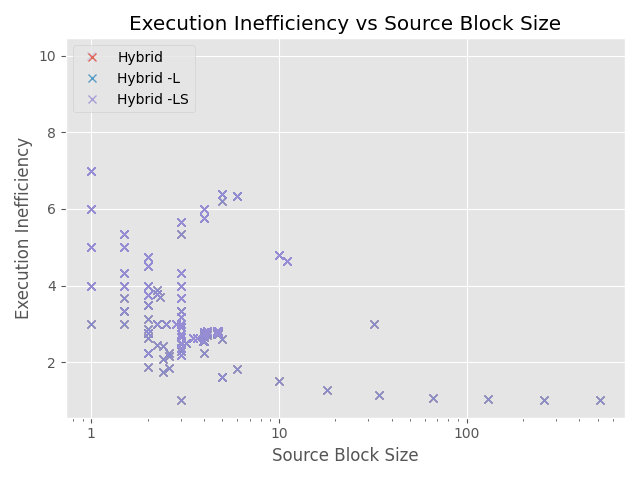 Execution Inefficiency vs Source Block Size
10
8
6
4
2
Execution Inefficiency
Hybrid
Hybrid -L
Hybrid -LS
1
10
100
Source Block Size